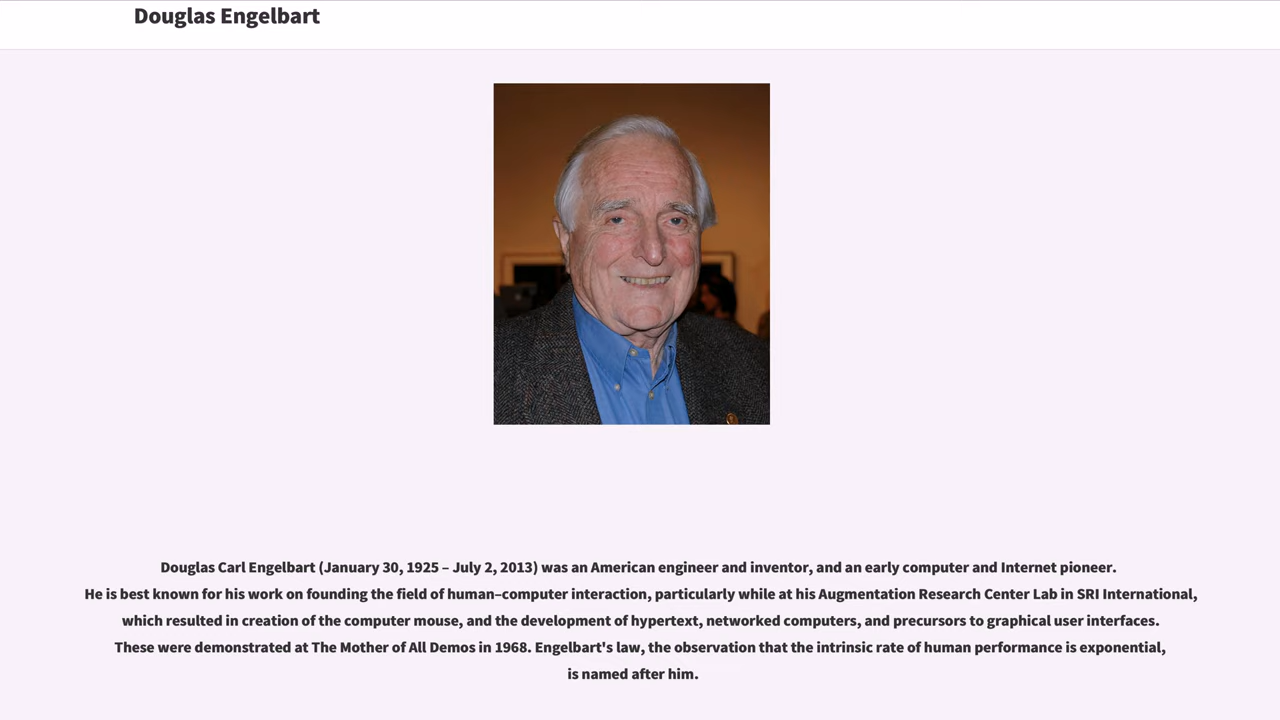 Douglas Engelbart
Douglas Carl Engelbart (January 30, 1925 – July 2, 2013) was an American engineer and inventor, and an early computer and Internet pioneer.
He is best known for his work on founding the field of human–computer interaction, particularly while at his Augmentation Research Center Lab in SRI International,
which resulted in creation of the computer mouse, and the development of hypertext, networked computers, and precursors to graphical user interfaces.
These were demonstrated at The Mother of All Demos in 1968. Engelbart's law, the observation that the intrinsic rate of human performance is exponential,
is named after him.